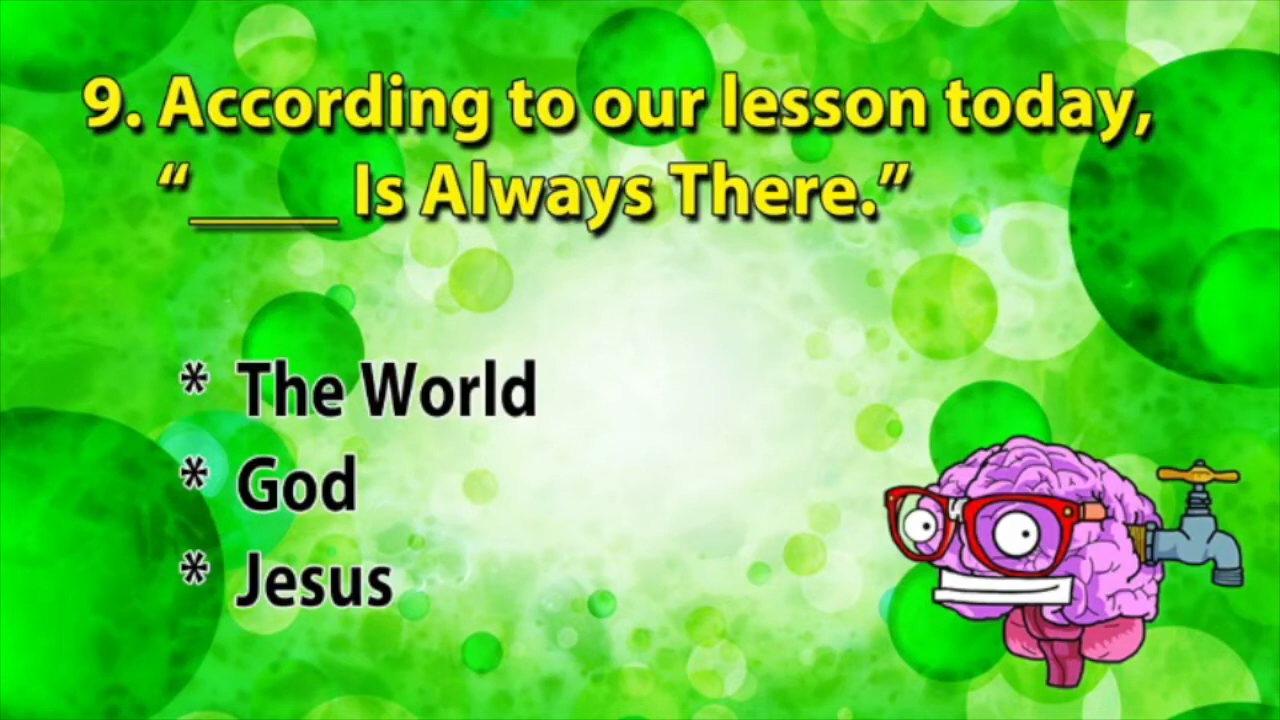 9. According to our lesson today,
“_____ Is Always There.”
* The World
* God
* Jesus